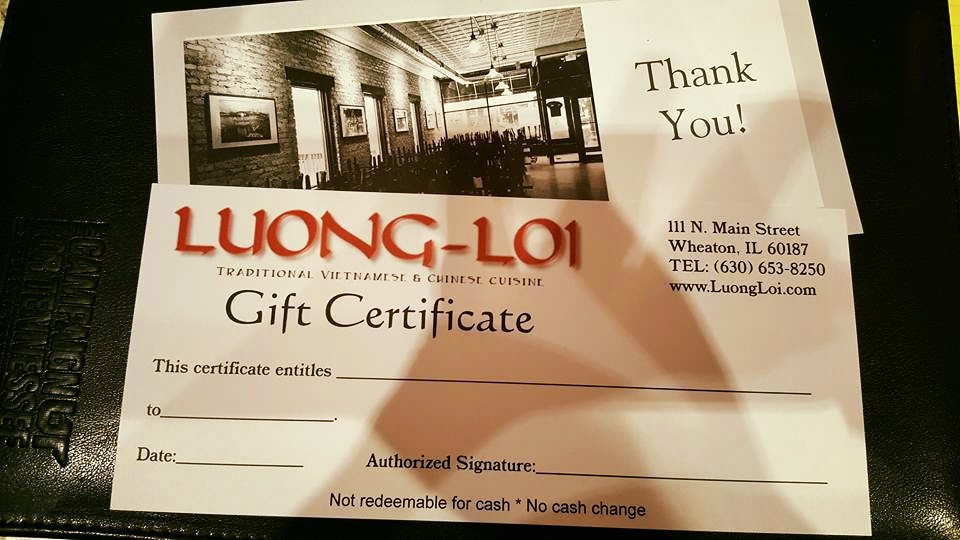 Thank
You!
LUONG-LOI
TRADITIONAL VIETNAMESE & CHINESE CUISINE
Gift Certificate
111 N. Main Street
Wheaton, IL 60187
TEL: (630) 653-8250
www.LuongLoi.com
This certificate entitles
to .
Date:
Authorized Signature:
Not redeemable for cash * No cash change